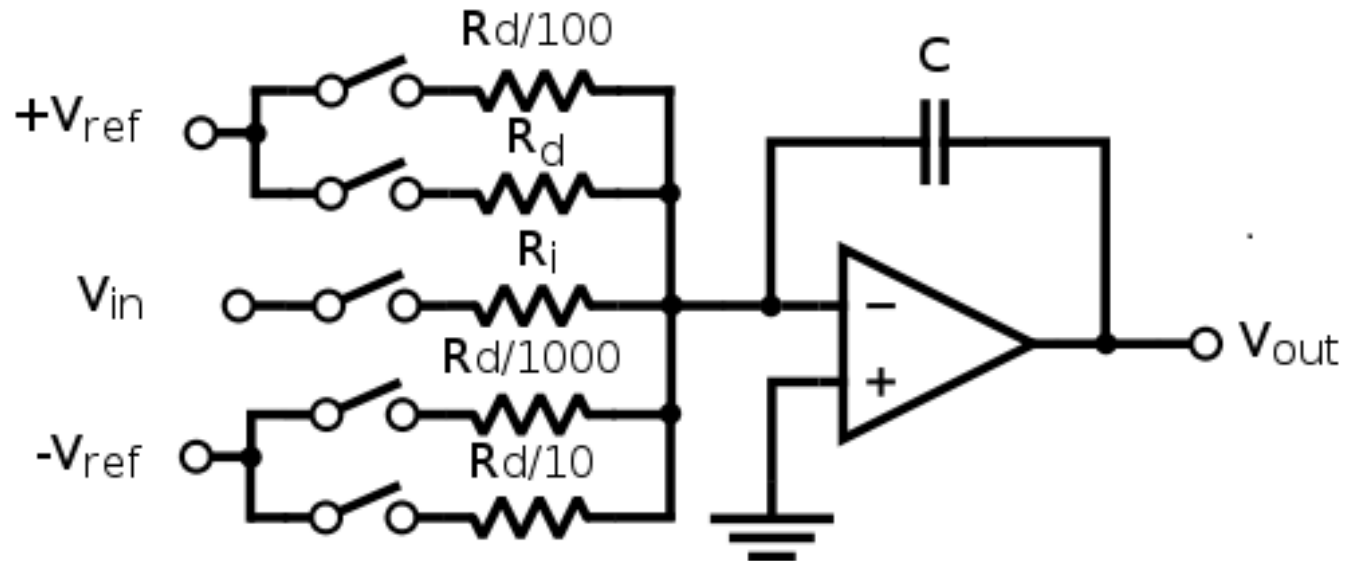 Rd/100
C
+Vref
Rd
Ri
Vin
−
Rd/1000
Vout
+
-Vref
Rd/10